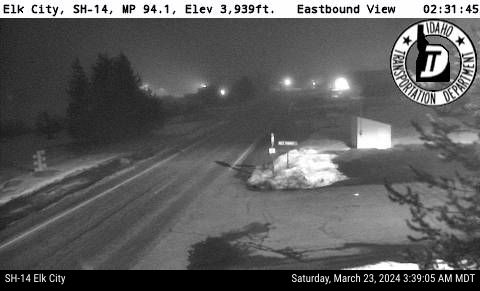 Elk City, SH-14, MP 94.1, Elev 3,939ft. Eastbound View 02:31:45
IDAHO
TRANSPORTATION DEPARTMENT
SH-14 Elk City Saturday, March 23, 2024 3:39:05 AM MDT